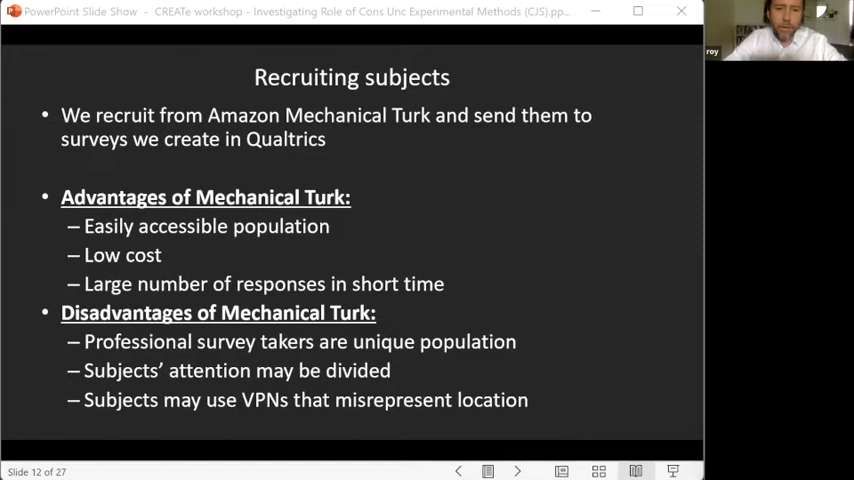 PowerPoint Slide Show - CREATe workshop - Investigating Role of Cons Unc Experimental Methods (CJS).pp...
roy
Recruiting subjects
• We recruit from Amazon Mechanical Turk and send them to
surveys we create in Qualtrics
• Advantages of Mechanical Turk:
– Easily accessible population
– Low cost
– Large number of responses in short time
• Disadvantages of Mechanical Turk:
– Professional survey takers are unique population
– Subjects’ attention may be divided
– Subjects may use VPNs that misrepresent location
Slide 12 of 27